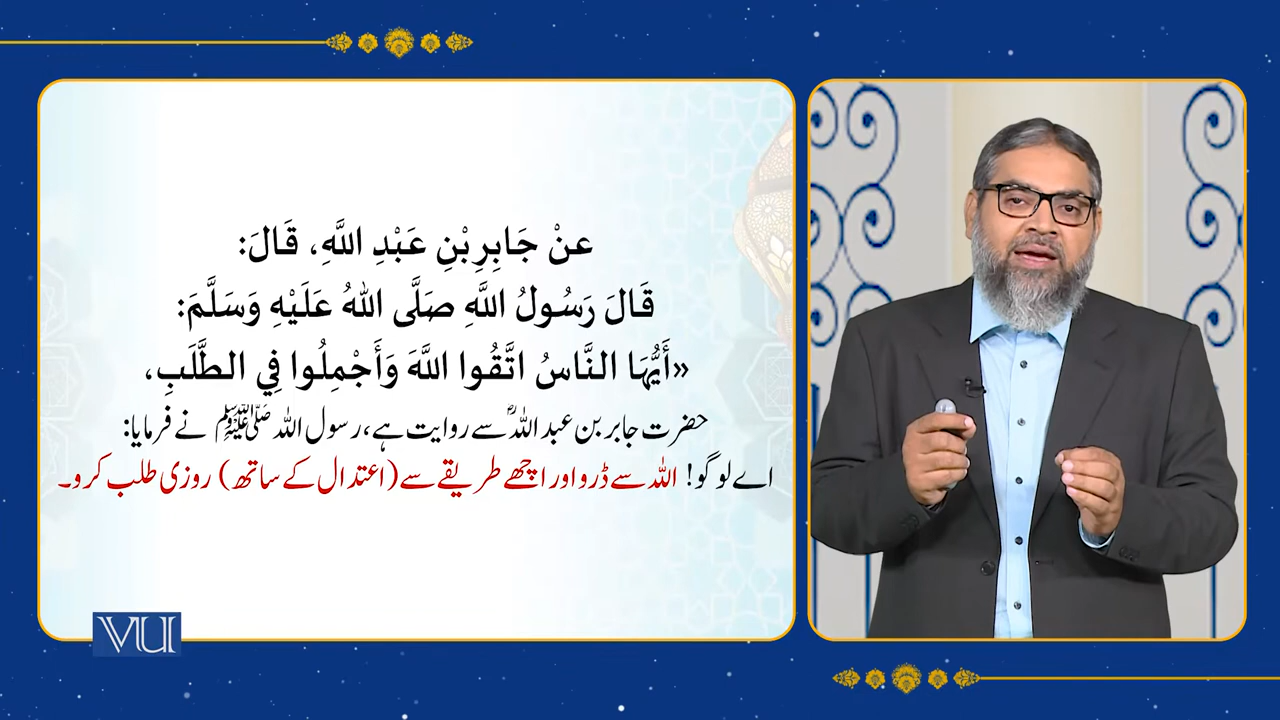 عنْ جَابِرِ بْنِ عَبْدِ اللَّهِ، قَالَ:
قَالَ رَسُولُ اللَّهِ صَلَّى اللهُ عَلَيْهِ وَسَلَّمَ:
«أَيُّهَا النَّاسُ اتَّقُوا اللَّهَ وَأَجْمِلُوا فِي الطَّلَبِ،
حضرت جابر بن عبد اللہؓ سے روایت ہے، رسول اللہ ﷺ نے فرمایا:
اے لوگو! اللہ سے ڈرو اور اچھے طریقے سے (اعتدال کے ساتھ) روزی طلب کرو۔
VU